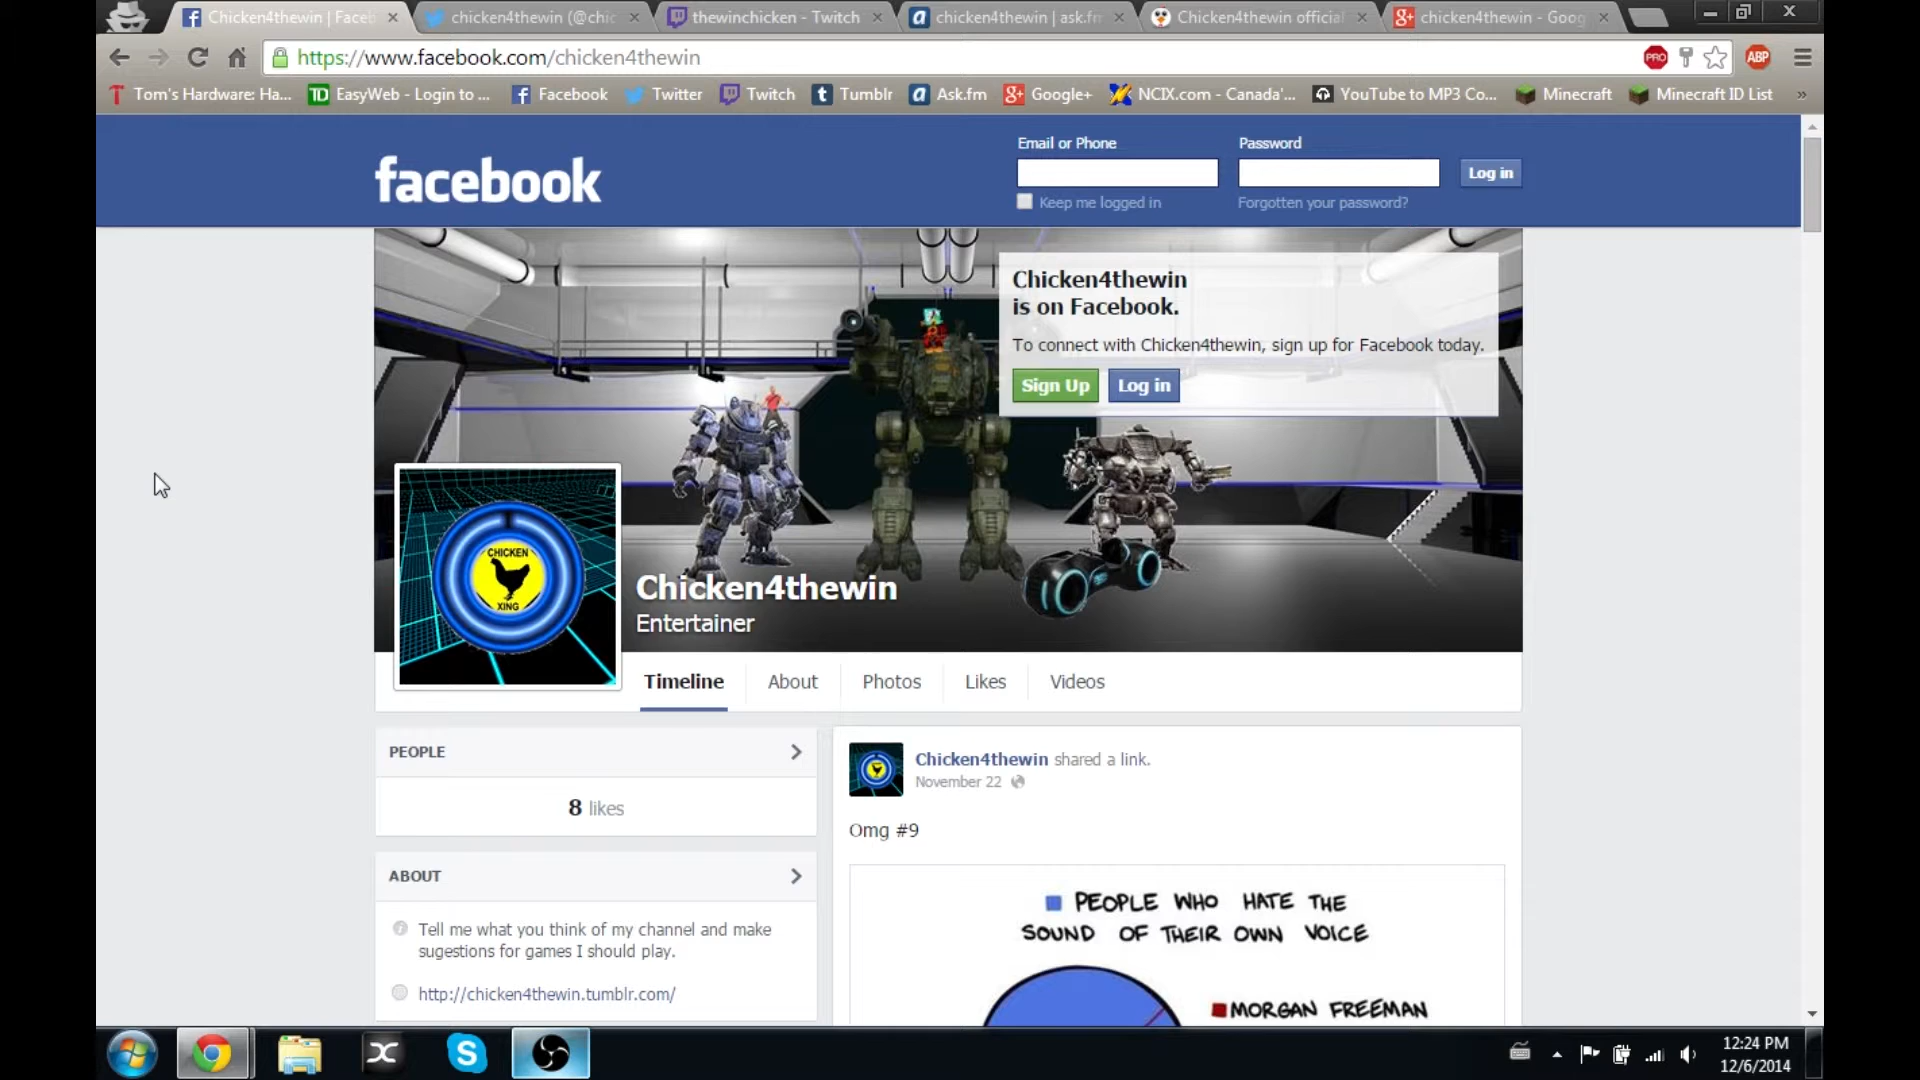 Chicken4thewin | Faceb
chicken4thewin (@chic
thewinchicken - Twitch
chicken4thewin | ask.fm
Chicken4thewin official
chicken4thewin - Goog
https://www.facebook.com/chicken4thewin
PRO
ABP
Tom's Hardware: Ha...
TD
EasyWeb - Login to ...
Facebook
Twitter
Twitch
Tumblr
Ask.fm
Google+
NCIX.com - Canada'...
YouTube to MP3 Co...
Minecraft
Minecraft ID List
»
facebook
Email or Phone
Password
Log in
Keep me logged in
Forgotten your password?
Chicken4thewin
is on Facebook.
To connect with Chicken4thewin, sign up for Facebook today.
Sign Up
Log in
CHICKEN
XING
Chicken4thewin
Entertainer
Timeline
About
Photos
Likes
Videos
PEOPLE
8 likes
ABOUT
Tell me what you think of my channel and make
sugestions for games I should play.
http://chicken4thewin.tumblr.com/
Chicken4thewin shared a link.
November 22
Omg #9
PEOPLE WHO HATE THE
SOUND OF THEIR OWN VOICE
MORGAN FREEMAN
12:24 PM
12/6/2014